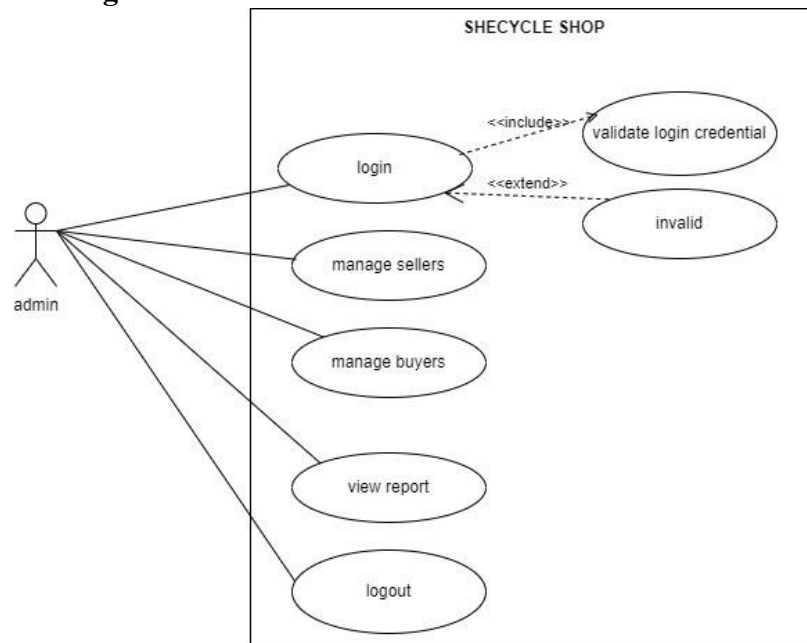 SHECYCLE SHOP
<<include>>
validate login credential
login
<<extend>>
invalid
manage sellers
admin
manage buyers
view report
logout